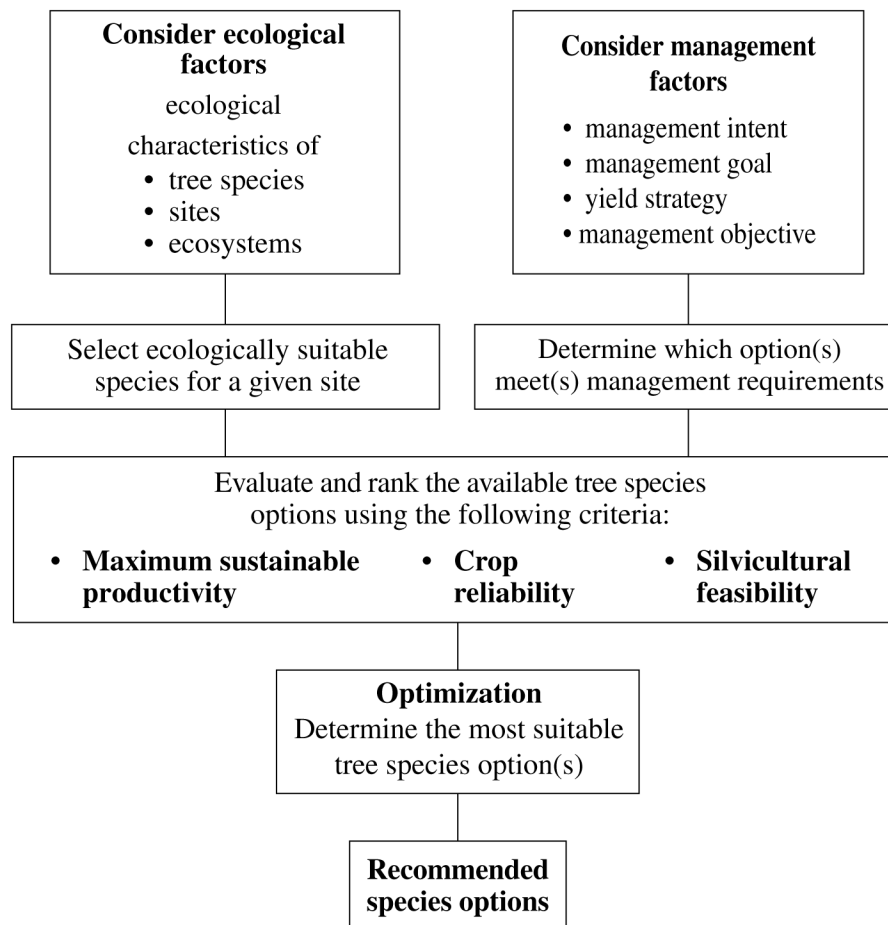 Consider ecological
factors
ecological
characteristics of
• tree species
• sites
• ecosystems
Consider management
factors
• management intent
• management goal
• yield strategy
• management objective
Select ecologically suitable
species for a given site
Determine which option(s)
meet(s) management requirements
Evaluate and rank the available tree species
options using the following criteria:
• Maximum sustainable
productivity
• Crop
reliability
• Silvicultural
feasibility
Optimization
Determine the most suitable
tree species option(s)
Recommended
species options